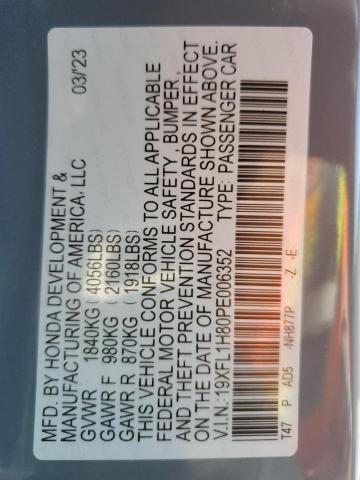 MFD. BY HONDA DEVELOPMENT &
MANUFACTURING OF AMERICA. LLC 03/'23
GVWR 1840KG ( 4056LBS)
GAWR F 980KG ( 2160LBS)
GAWR R 870KG ( 1918LBS)
THIS VEHICLE CONFORMS TO ALL APPLICABLE
FEDERAL MOTOR VEHICLE SAFETY , BUMPER ,
AND THEFT PREVENTION STANDARDS IN EFFECT
ON THE DATE OF MANUFACTURE SHOWN ABOVE.
V.I.N.:19XFL1H80PE006352 TYPE: PASSENGER CAR
T47 P AD5 -NH877P -Z -E